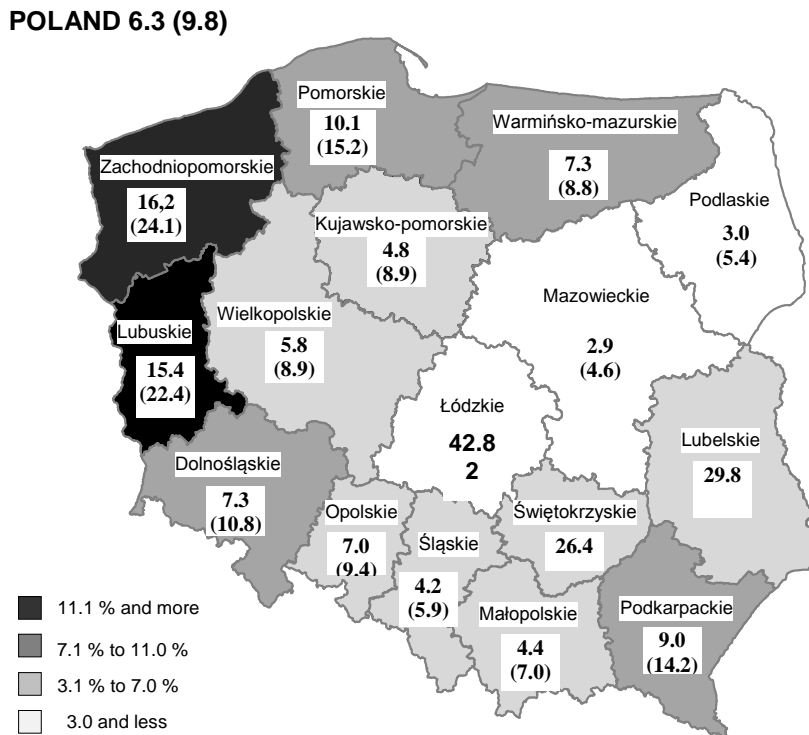 POLAND 6.3 (9.8)
Pomorskie
10.1
(15.2)
Warmińsko-mazurskie
7.3
(8.8)
Zachodniopomorskie
16,2
(24.1)
Podlaskie
3.0
(5.4)
Kujawsko-pomorskie
4.8
(8.9)
Mazowieckie
2.9
(4.6)
Wielkopolskie
5.8
(8.9)
Lubuskie
15.4
(22.4)
Łódzkie
42.8
2
Lubelskie
29.8
Dolnośląskie
7.3
(10.8)
Opolskie
7.0
(9.4)
Śląskie
4.2
(5.9)
Świętokrzyskie
26.4
Małopolskie
4.4
(7.0)
Podkarpackie
9.0
(14.2)
11.1 % and more
7.1 % to 11.0 %
3.1 % to 7.0 %
3.0 and less